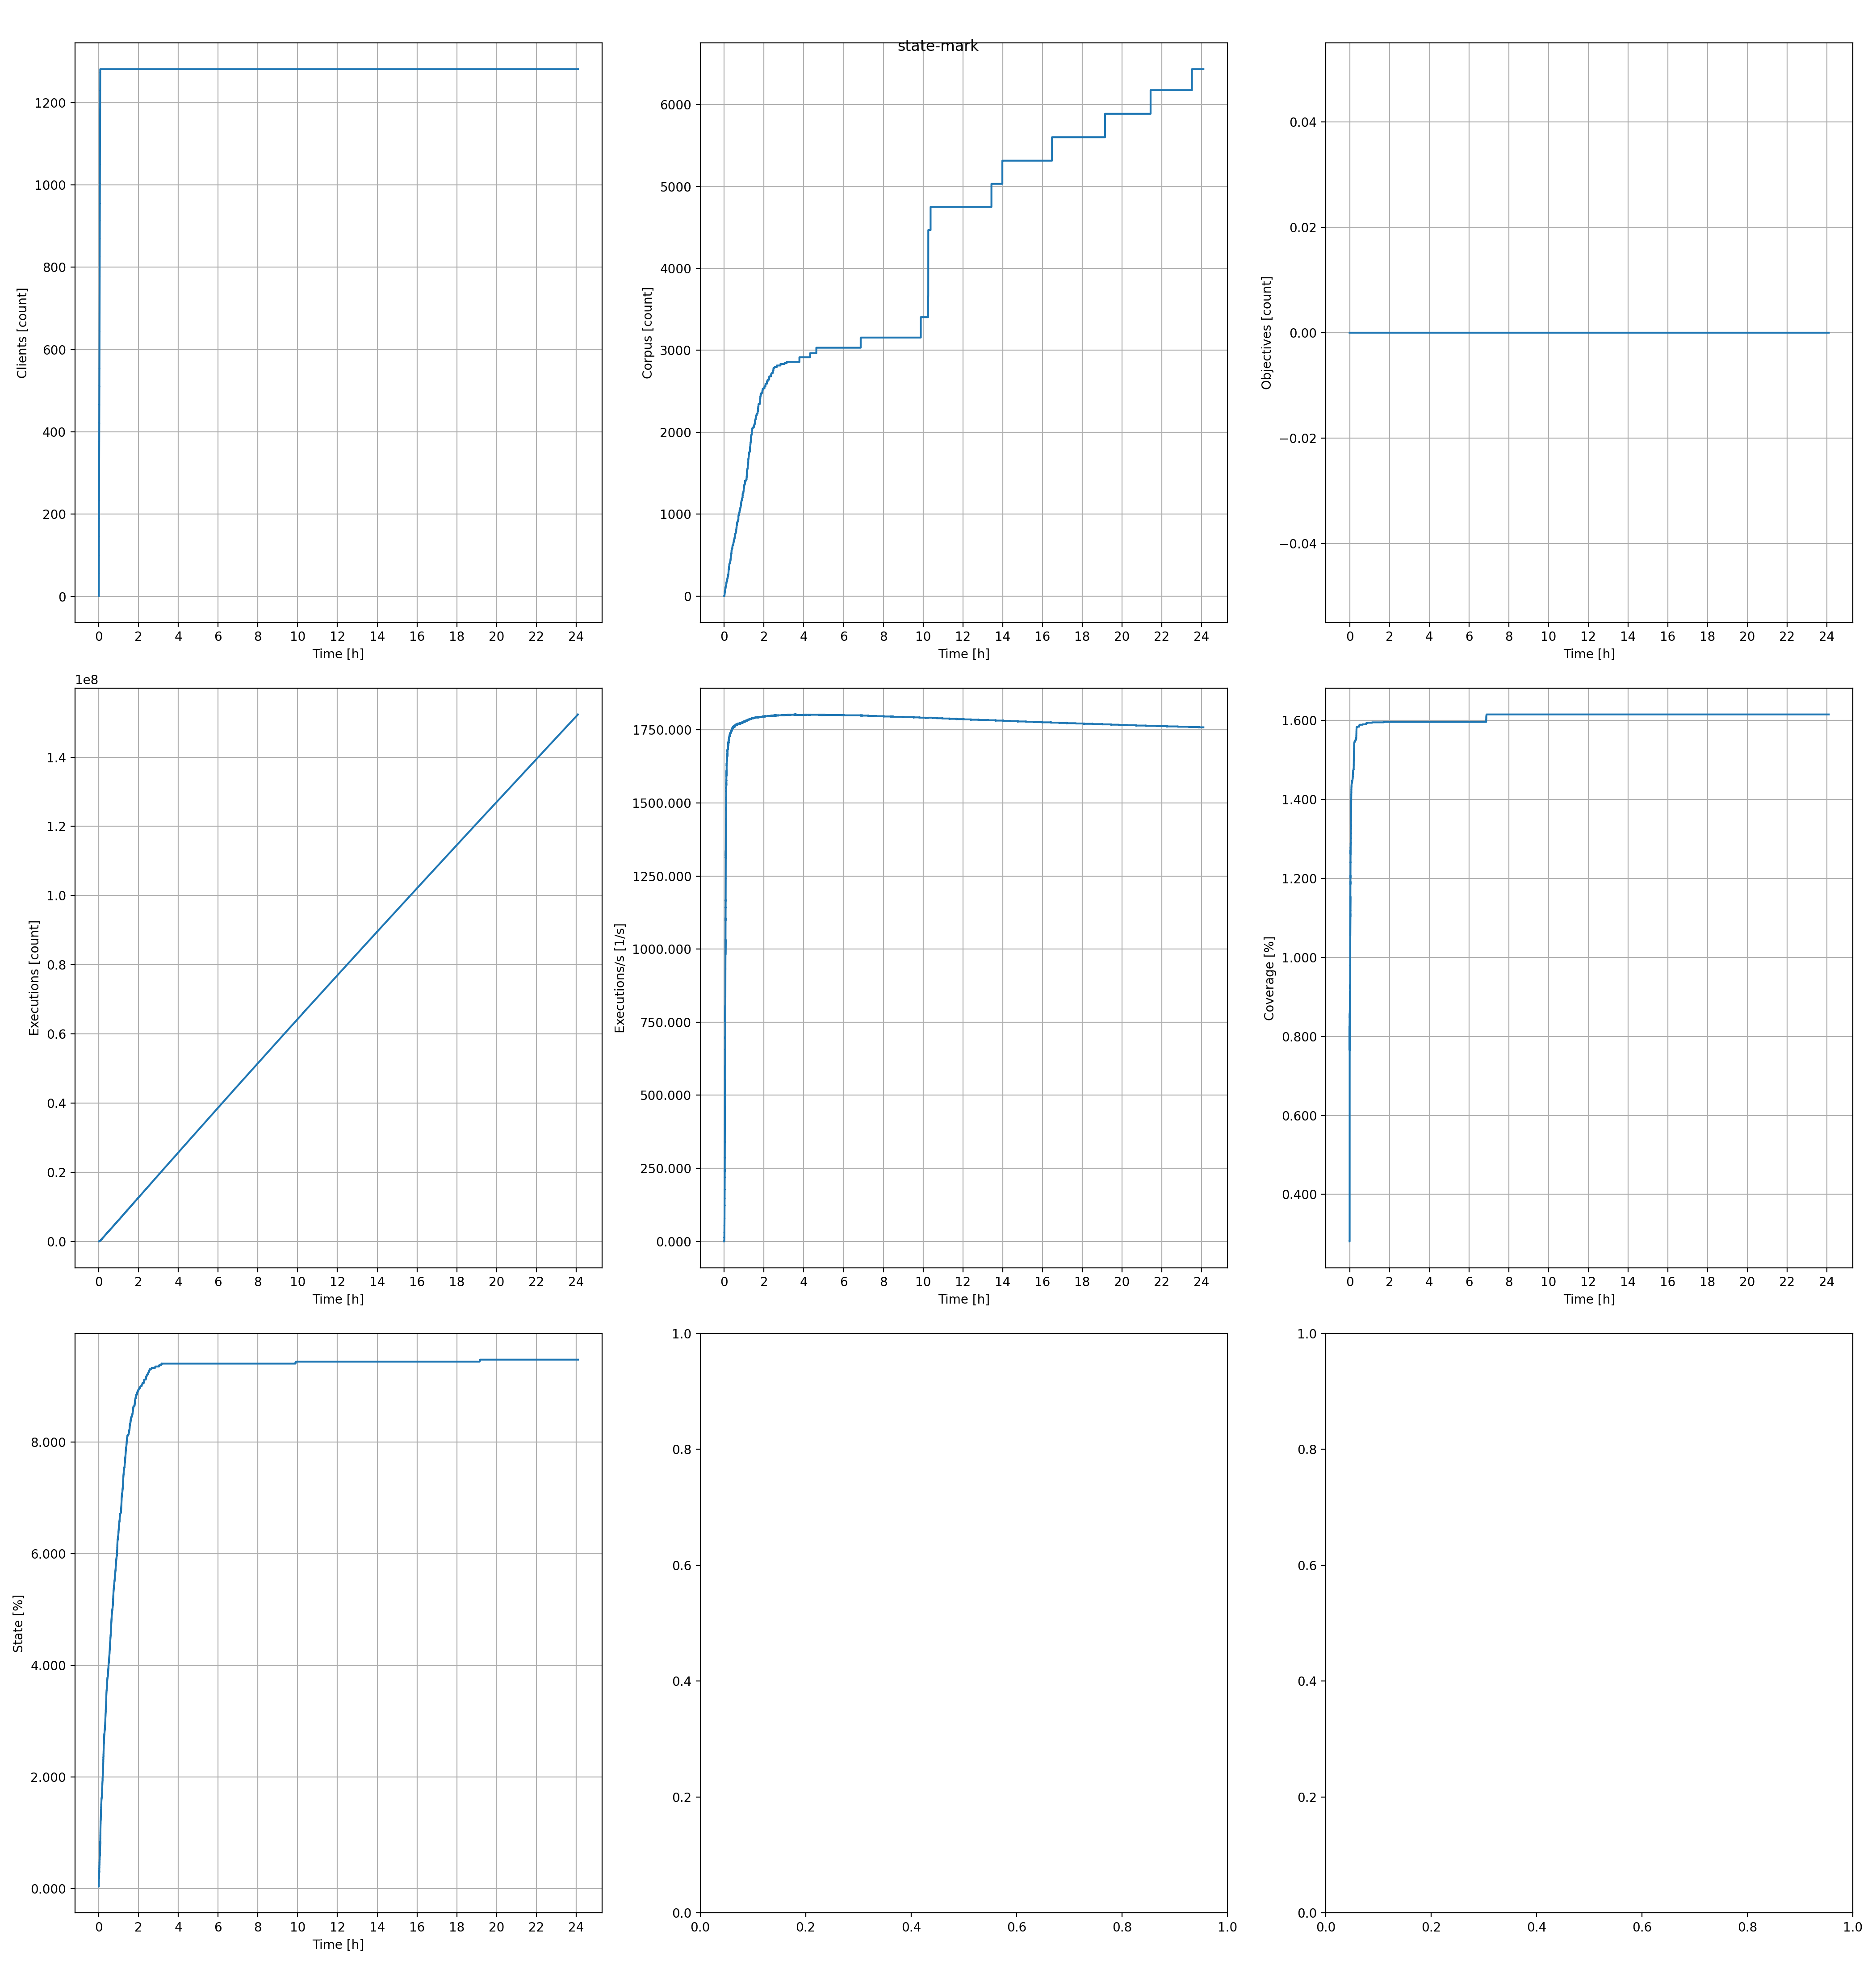 state-mark
1200
1000
800
600
400
200
0
Clients [count]
0 2 4 6 8 10 12 14 16 18 20 22 24
Time [h]
6000
5000
4000
3000
2000
1000
0
Corpus [count]
0 2 4 6 8 10 12 14 16 18 20 22 24
Time [h]
0.04
0.02
0.00
−0.02
−0.04
Objectives [count]
0 2 4 6 8 10 12 14 16 18 20 22 24
Time [h]
1e8
1.4
1.2
1.0
0.8
0.6
0.4
0.2
0.0
Executions [count]
0 2 4 6 8 10 12 14 16 18 20 22 24
Time [h]
1750.000
1500.000
1250.000
1000.000
750.000
500.000
250.000
0.000
Executions/s [1/s]
0 2 4 6 8 10 12 14 16 18 20 22 24
Time [h]
1.600
1.400
1.200
1.000
0.800
0.600
0.400
Coverage [%]
0 2 4 6 8 10 12 14 16 18 20 22 24
Time [h]
8.000
6.000
4.000
2.000
0.000
State [%]
0 2 4 6 8 10 12 14 16 18 20 22 24
Time [h]
1.0
0.8
0.6
0.4
0.2
0.0
0.0 0.2 0.4 0.6 0.8 1.0
1.0
0.8
0.6
0.4
0.2
0.0
0.0 0.2 0.4 0.6 0.8 1.0